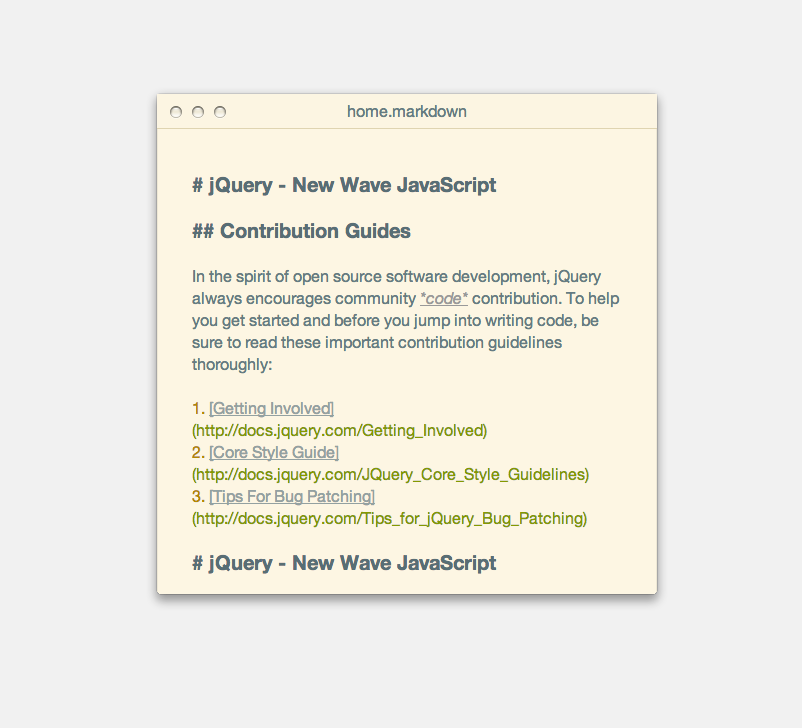 home.markdown
# jQuery - New Wave JavaScript
## Contribution Guides
In the spirit of open source software development, jQuery
always encourages community *code* contribution. To help
you get started and before you jump into writing code, be
sure to read these important contribution guidelines
thoroughly:
1. [Getting Involved]
(http://docs.jquery.com/Getting_Involved)
2. [Core Style Guide]
(http://docs.jquery.com/JQuery_Core_Style_Guidelines)
3. [Tips For Bug Patching]
(http://docs.jquery.com/Tips_for_jQuery_Bug_Patching)
# jQuery - New Wave JavaScript